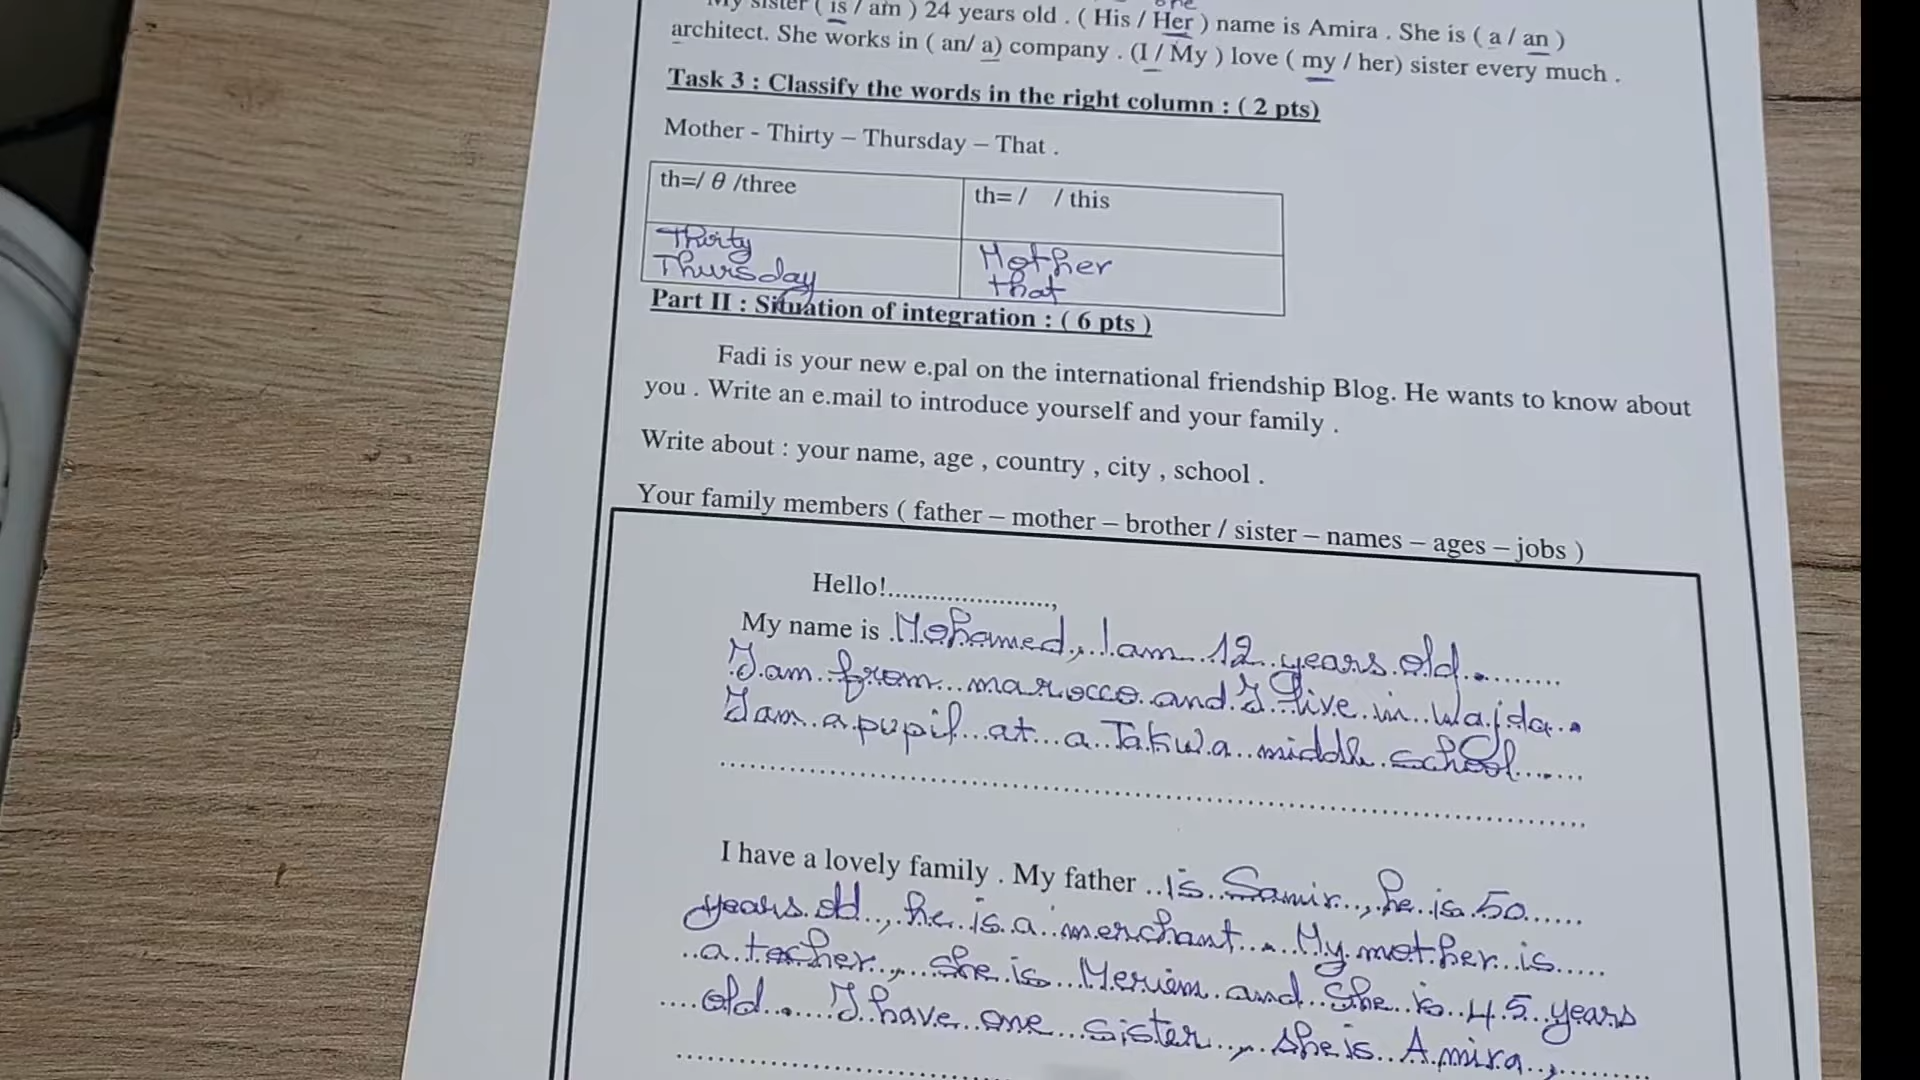 My sister ( is / am ) 24 years old . ( His / Her ) name is Amira . She is ( a / an )
architect. She works in ( an/ a) company . (I / My ) love ( my / her) sister every much .
Task 3 : Classify the words in the right column : ( 2 pts)
Mother - Thirty – Thursday – That .
th=/ θ /three
th= /   / this
Thirty
Thursday
Mother
that
Part II : Situation of integration : ( 6 pts )
Fadi is your new e.pal on the international friendship Blog. He wants to know about
you . Write an e.mail to introduce yourself and your family .
Write about : your name, age , country , city , school .
Your family members ( father – mother – brother / sister – names – ages – jobs )
Hello!......................,
My name is Mohamed, I am 12 years old.
I am from marocco and I live in Wajda.
I am a pupil at a Takwa middle school
I have a lovely family . My father is Samir, he is 50
years old, he is a merchant. My mother is
a techer, she is Meriem and she is 45 years
old. I have one sister, she is Amira,